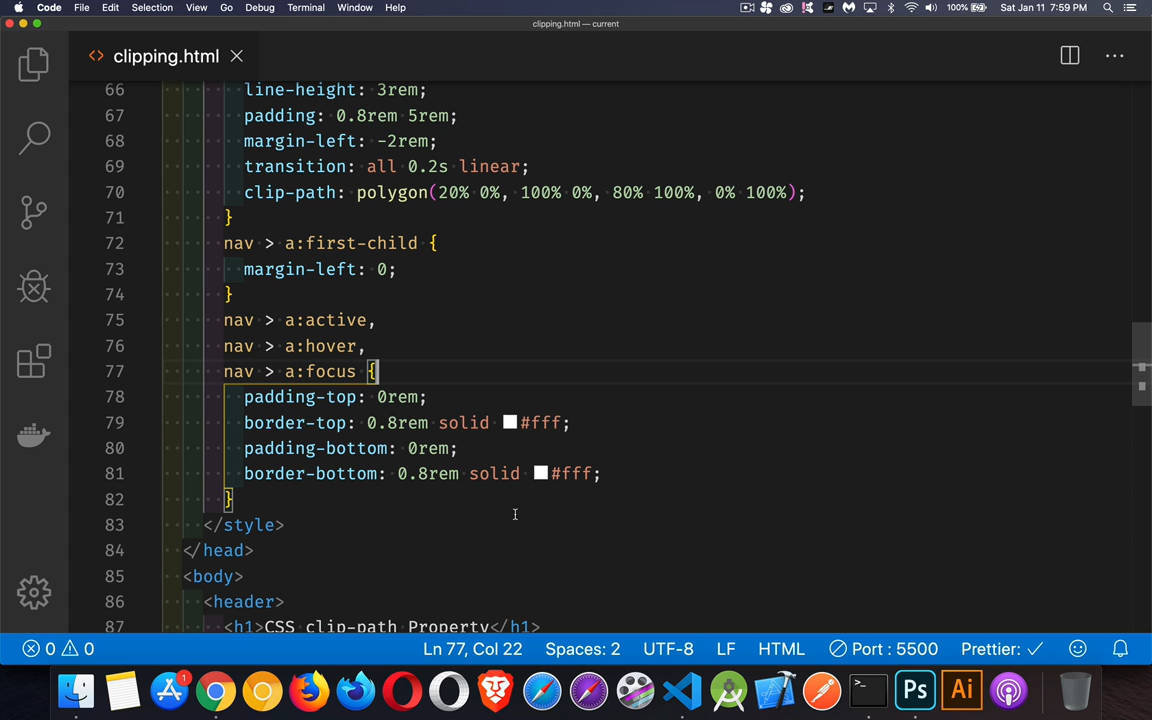 Code File Edit Selection View Go Debug Terminal Window Help 100% Sat Jan 11 7:59 PM
clipping.html — current
<> clipping.html
66 line-height: 3rem;
67 padding: 0.8rem 5rem;
68 margin-left: -2rem;
69 transition: all 0.2s linear;
70 clip-path: polygon(20% 0%, 100% 0%, 80% 100%, 0% 100%);
71 }
72 nav > a:first-child {
73 margin-left: 0;
74 }
75 nav > a:active,
76 nav > a:hover,
77 nav > a:focus {
78 padding-top: 0rem;
79 border-top: 0.8rem solid #fff;
80 padding-bottom: 0rem;
81 border-bottom: 0.8rem solid #fff;
82 }
83 </style>
84 </head>
85 <body>
86 <header>
87 <h1>CSS clip-path Property</h1>
0 0 Ln 77, Col 22 Spaces: 2 UTF-8 LF HTML Port : 5500 Prettier: ✓
1 >_ Ps Ai